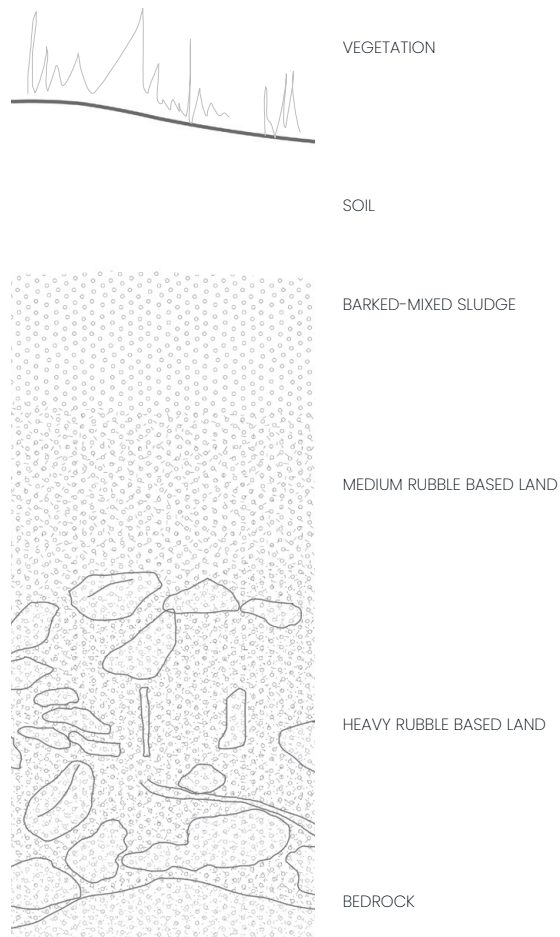 VEGETATION
SOIL
BARKED-MIXED SLUDGE
MEDIUM RUBBLE BASED LAND
HEAVY RUBBLE BASED LAND
BEDROCK